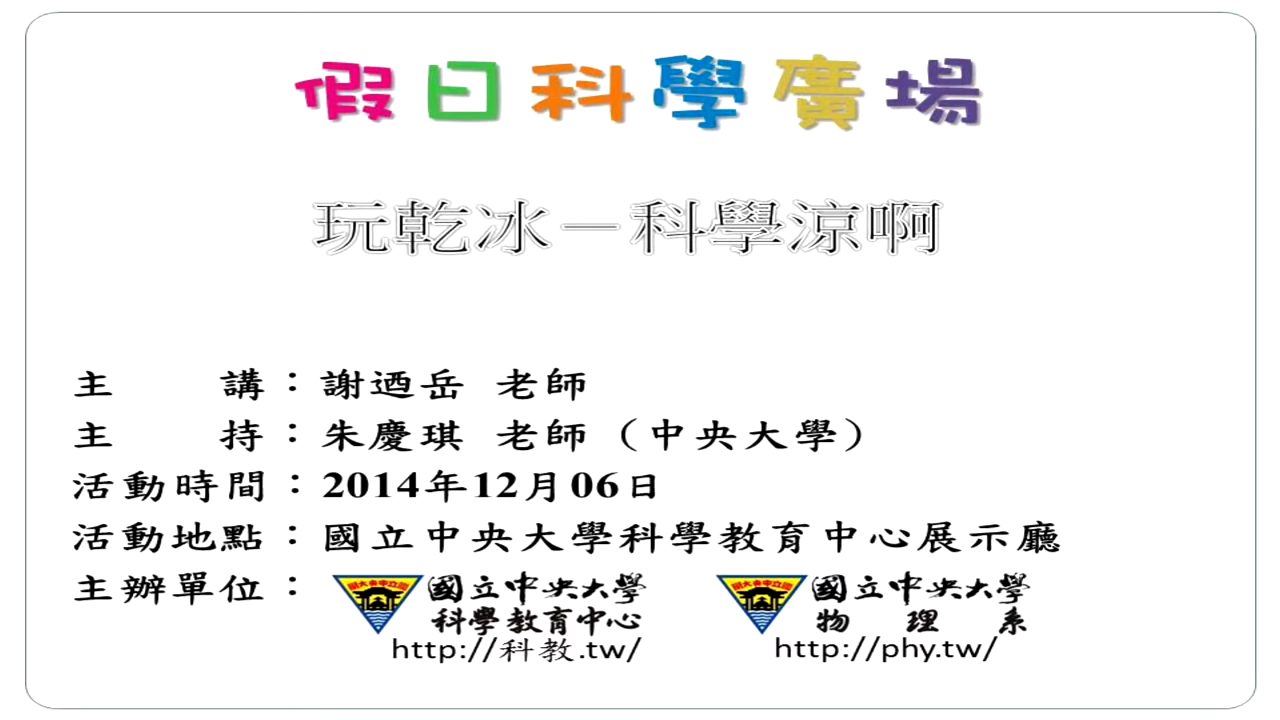 假日科學廣場
玩乾冰－科學涼啊
主　　講：謝迺岳 老師
主　　持：朱慶琪 老師（中央大學）
活動時間：2014年12月06日
活動地點：國立中央大學科學教育中心展示廳
主辦單位：
國立中央大學
科學教育中心
http://科教.tw/
國立中央大學
物理系
http://phy.tw/